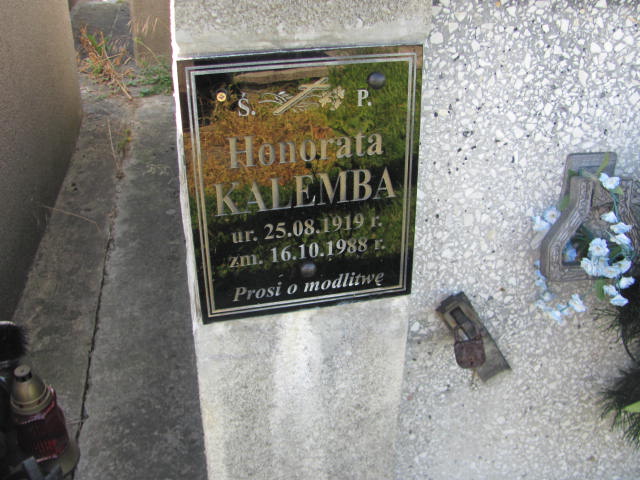 Ś. P.
Honorata
KALEMBA
ur. 25.08.1919 r.
zm. 16.10.1988 r.
Prosi o modlitwę